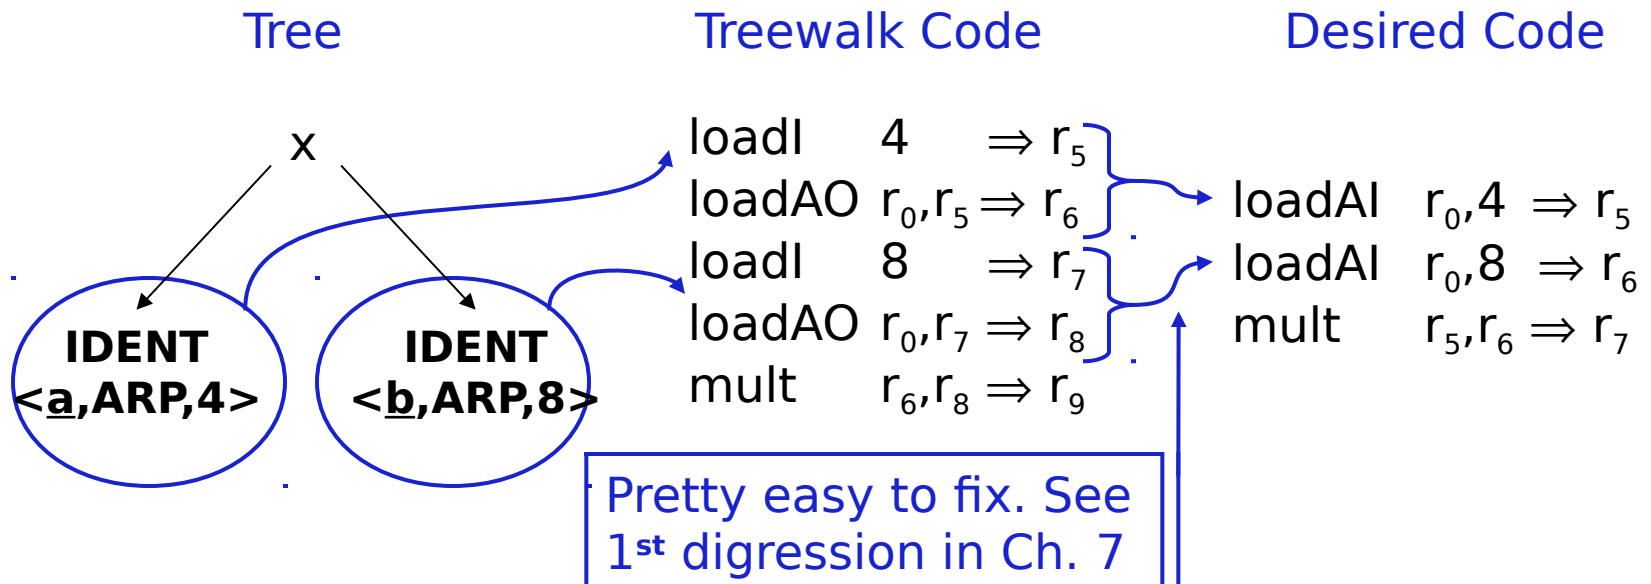 Tree
x
IDENT
<a,ARP,4>
IDENT
<b,ARP,8>
Treewalk Code
loadI 4 ⇒ r5
loadAO r0,r5 ⇒ r6
loadI 8 ⇒ r7
loadAO r0,r7 ⇒ r8
mult r6,r8 ⇒ r9
Desired Code
loadAI r0,4 ⇒ r5
loadAI r0,8 ⇒ r6
mult r5,r6 ⇒ r7
Pretty easy to fix. See
1st digression in Ch. 7